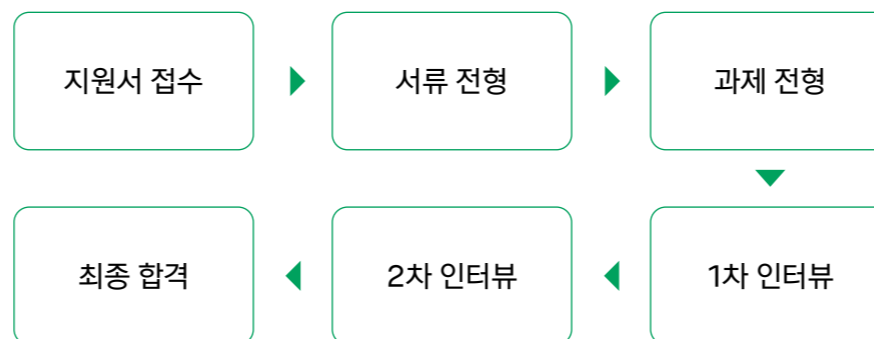 지원서 접수
서류 전형
과제 전형
1차 인터뷰
2차 인터뷰
최종 합격